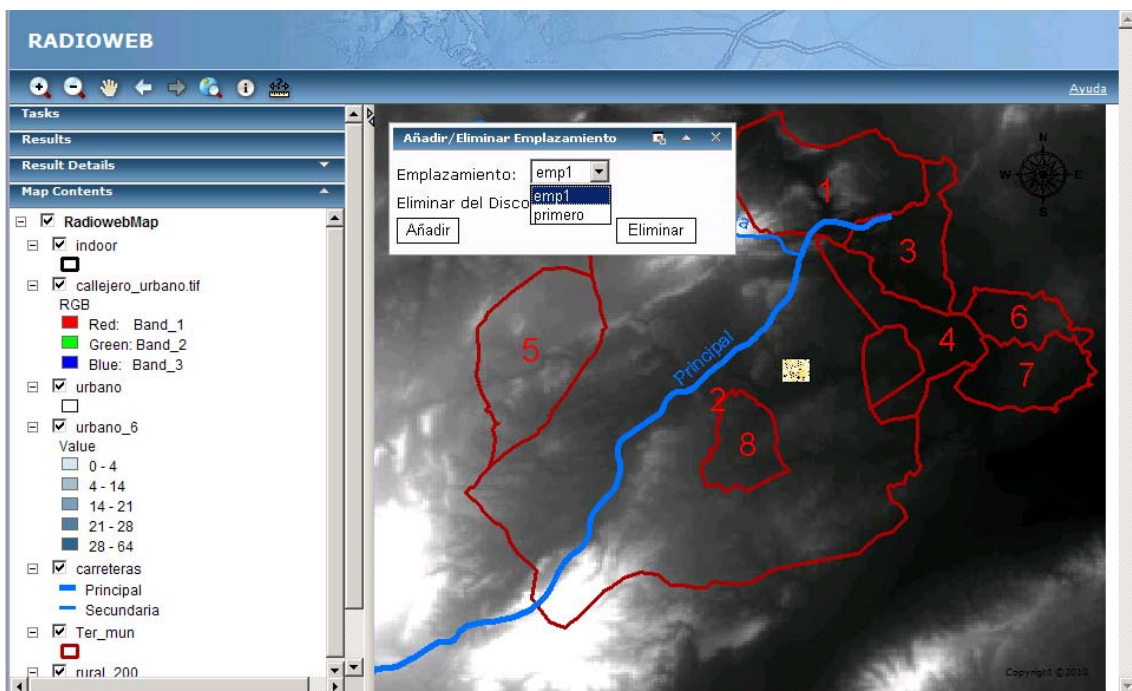 RADIOWEB
Ayuda
Tasks
Results
Result Details
Map Contents
RadiowebMap
indoor
callejero_urbano.tif
RGB
Red: Band_1
Green: Band_2
Blue: Band_3
urbano
urbano_6
Value
0 - 4
4 - 14
14 - 21
21 - 28
28 - 64
carreteras
Principal
Secundaria
Ter_mun
rural_200
Añadir/Eliminar Emplazamiento
Emplazamiento: emp1
emp1
primero
Eliminar del Disco
Añadir
Eliminar
N
W E
S
1
a
3
6
4
5
7
Principal
2
8
Copyright ©2010.